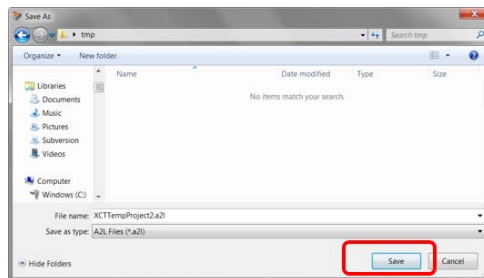 Save As
tmp
Search tmp
Organize
New folder
Name
Date modified
Type
Size
No items match your search.
Libraries
Documents
Music
Pictures
Subversion
Videos
Computer
Windows (C:)
File name: XCTTempProject2.a2l
Save as type: A2L Files (*.a2l)
Hide Folders
Save
Cancel